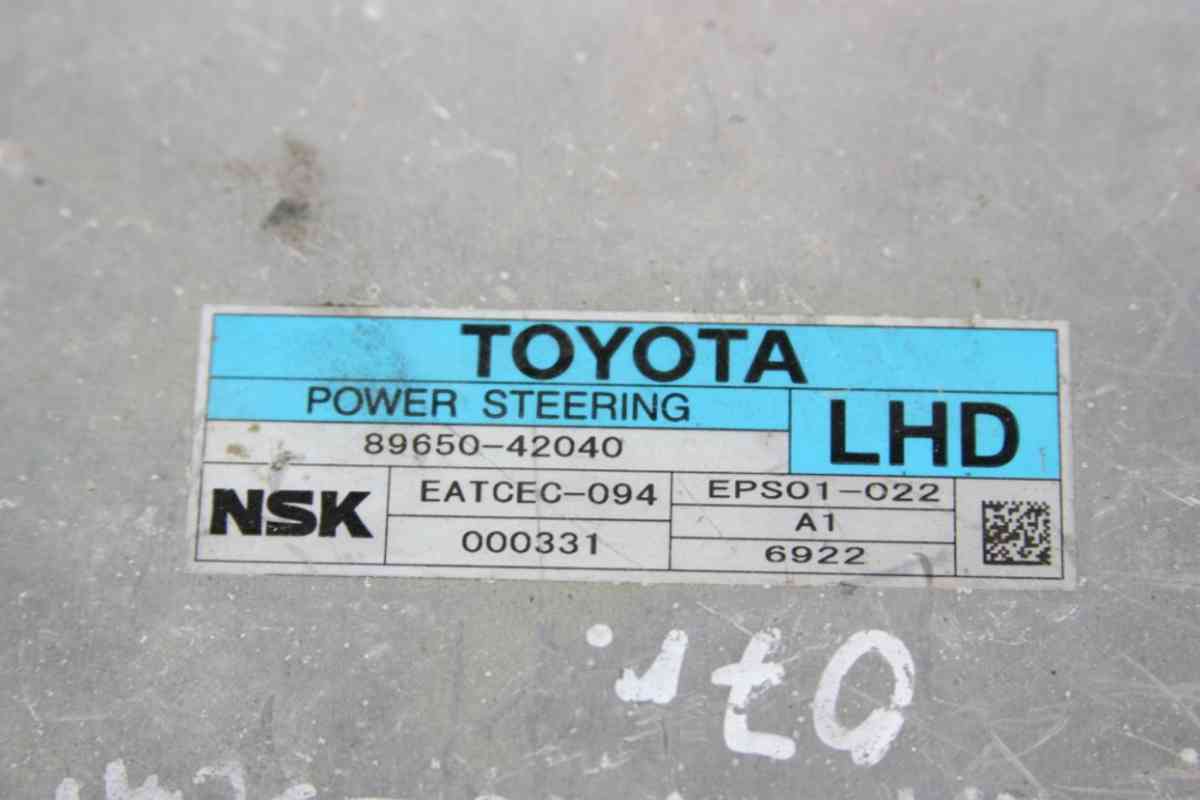 TOYOTA
POWER STEERING
LHD
89650-42040
NSK
EATCEC-094
000331
EPS01-022
A1
6922